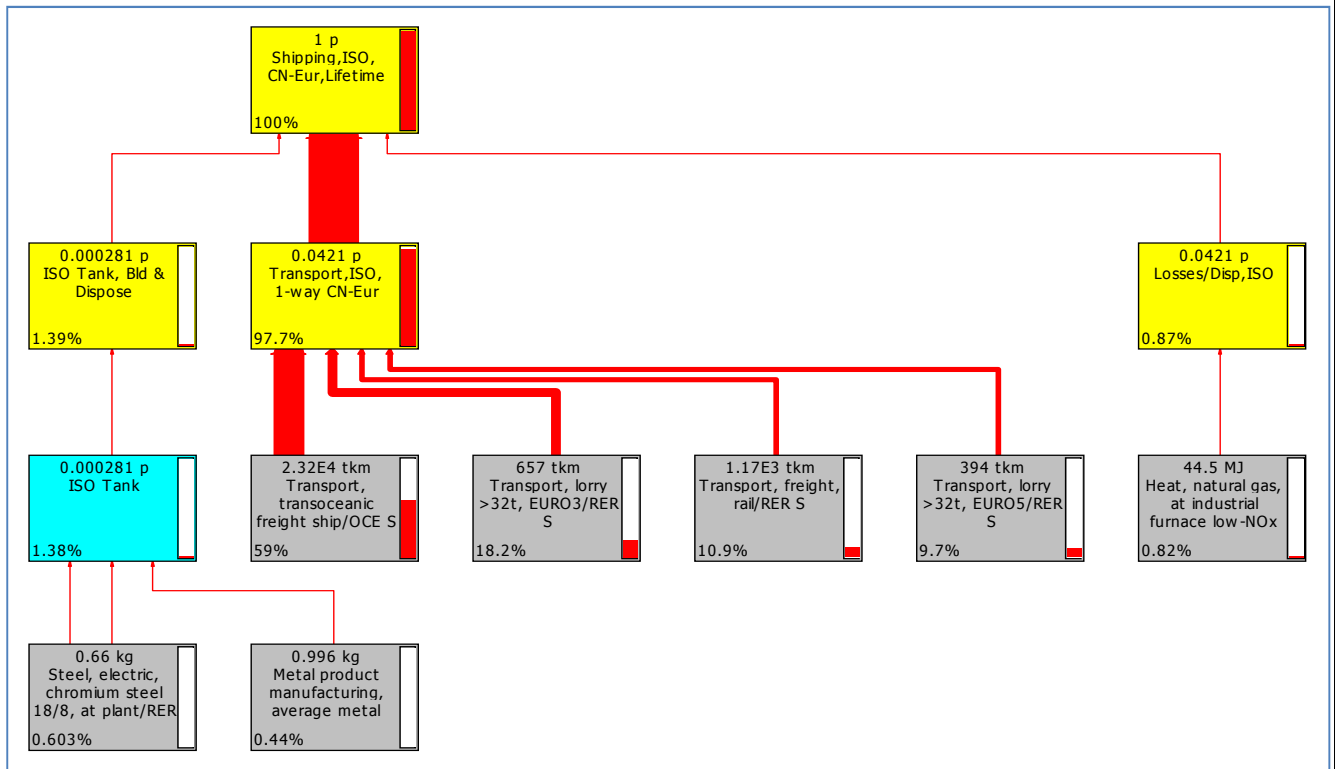 1 p
Shipping,ISO,
CN-Eur,Lifetime
100%
0.000281 p
ISO Tank, Bld &
Dispose
1.39%
0.0421 p
Transport,ISO,
1-way CN-Eur
97.7%
0.0421 p
Losses/Disp,ISO
0.87%
0.000281 p
ISO Tank
1.38%
2.32E4 tkm
Transport,
transoceanic
freight ship/OCE S
59%
657 tkm
Transport, lorry
>32t, EURO3/RER
S
18.2%
1.17E3 tkm
Transport, freight,
rail/RER S
10.9%
394 tkm
Transport, lorry
>32t, EURO5/RER
S
9.7%
44.5 MJ
Heat, natural gas,
at industrial
furnace low-NOx
0.82%
0.66 kg
Steel, electric,
chromium steel
18/8, at plant/RER
0.603%
0.996 kg
Metal product
manufacturing,
average metal
0.44%